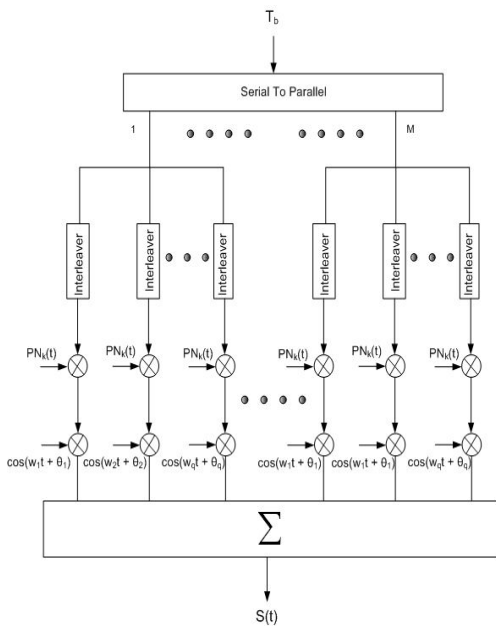 T_b
Serial To Parallel
1
M
Interleaver
Interleaver
Interleaver
Interleaver
Interleaver
Interleaver
PN_k(t)
PN_k(t)
PN_k(t)
PN_k(t)
PN_k(t)
PN_k(t)
cos(w_1t + θ_1)
cos(w_2t + θ_2)
cos(w_qt + θ_q)
cos(w_1t + θ_1)
cos(w_1t + θ_1)
cos(w_qt + θ_q)
Σ
S(t)